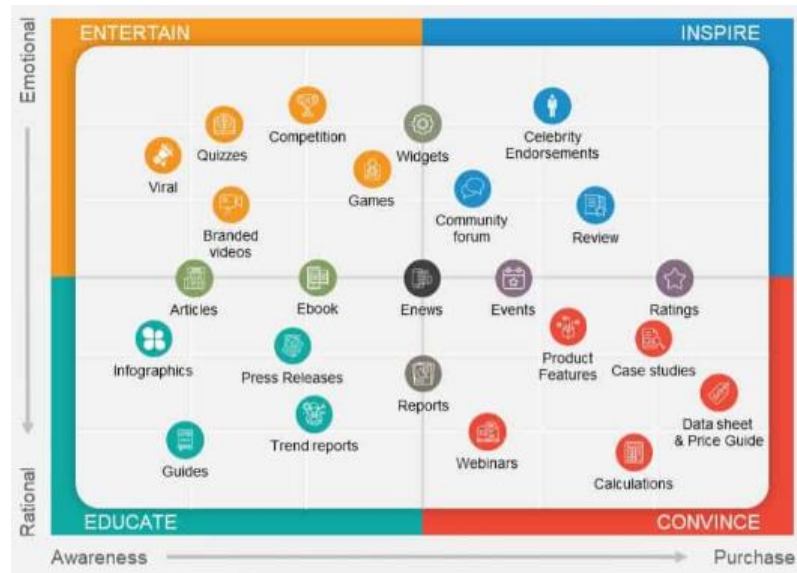 ENTERTAIN
INSPIRE
Emotional
Rational
Competition
Quizzes
Widgets
Celebrity
Endorsements
Viral
Games
Community
forum
Review
Branded
videos
Articles
Ebook
Enews
Events
Ratings
Infographics
Press Releases
Product
Features
Case studies
Reports
Data sheet
& Price Guide
Guides
Trend reports
Webinars
Calculations
EDUCATE
CONVINCE
Awareness
Purchase